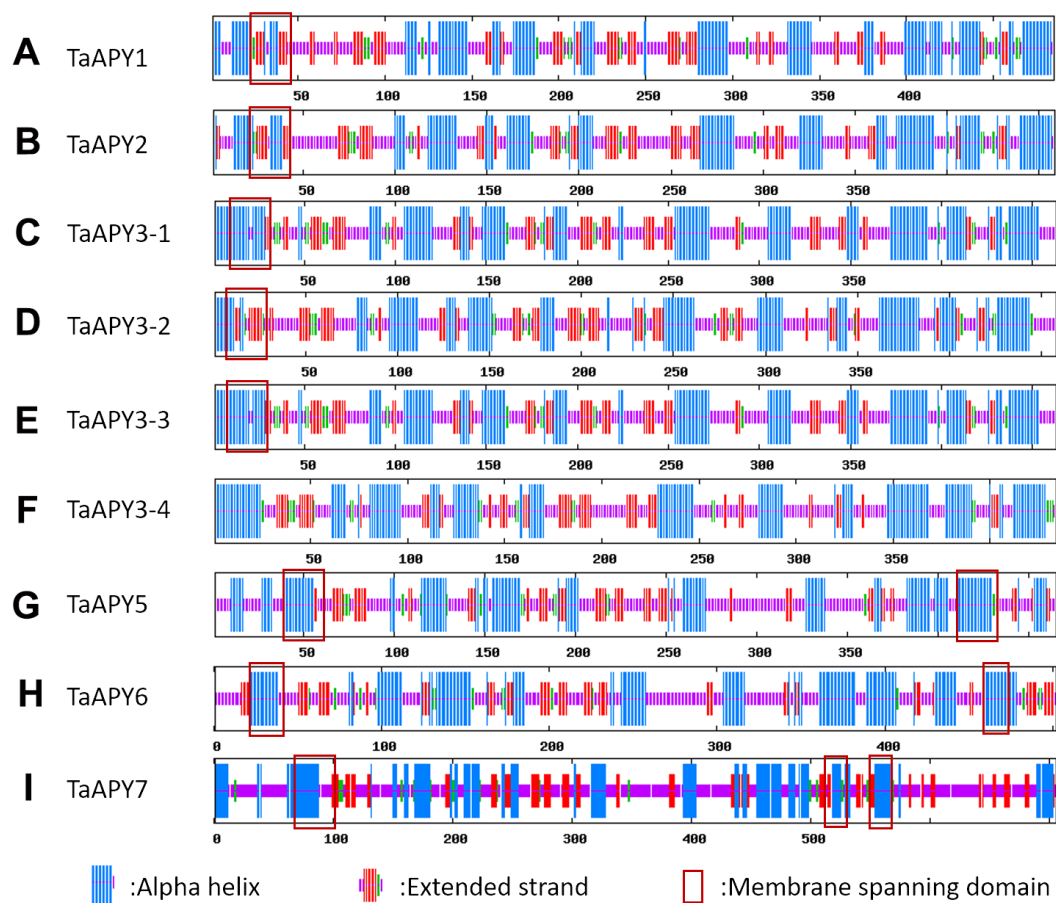 A TaAPY1
50 100 150 200 250 300 350 400
B TaAPY2
50 100 150 200 250 300 350
C TaAPY3-1
50 100 150 200 250 300 350
D TaAPY3-2
50 100 150 200 250 300 350
E TaAPY3-3
50 100 150 200 250 300 350
F TaAPY3-4
50 100 150 200 250 300 350
G TaAPY5
50 100 150 200 250 300 350
H TaAPY6
0 100 200 300 400
I TaAPY7
0 100 200 300 400 500
:Alpha helix :Extended strand :Membrane spanning domain